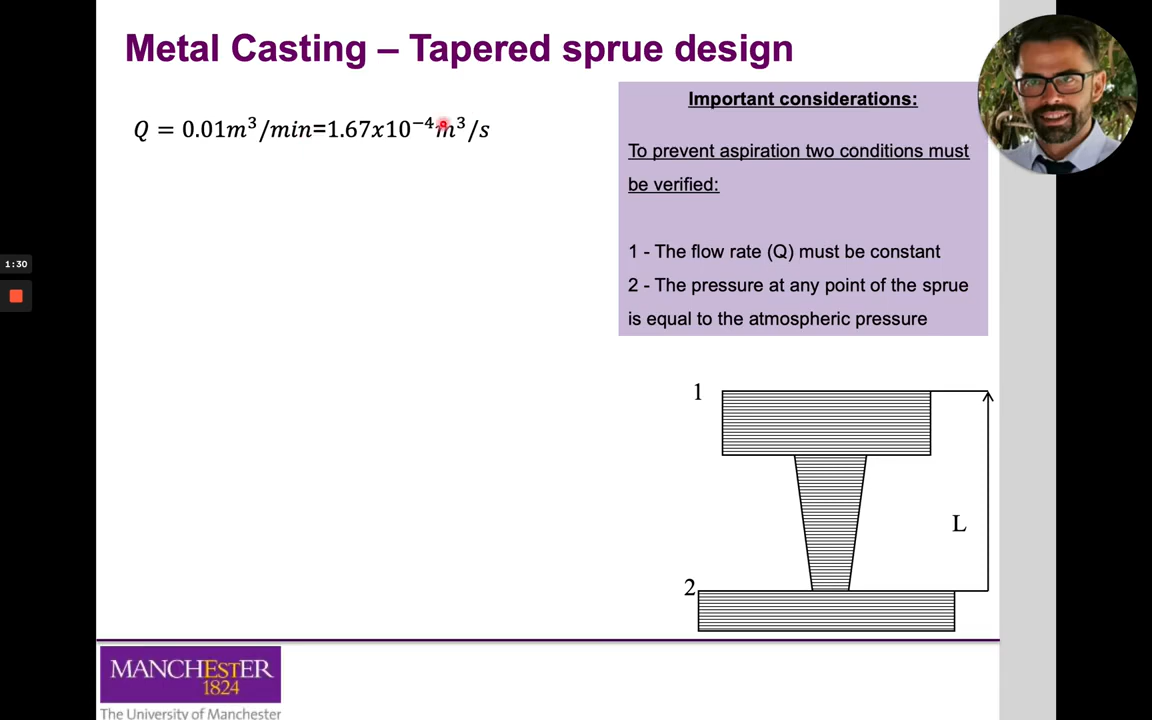 Metal Casting – Tapered sprue design
Q = 0.01m³/min=1.67x10⁻⁴m³/s
Important considerations:
To prevent aspiration two conditions must
be verified:
1 - The flow rate (Q) must be constant
2 - The pressure at any point of the sprue
is equal to the atmospheric pressure
1:30
1
L
2
MANCHESTER
1824
The University of Manchester